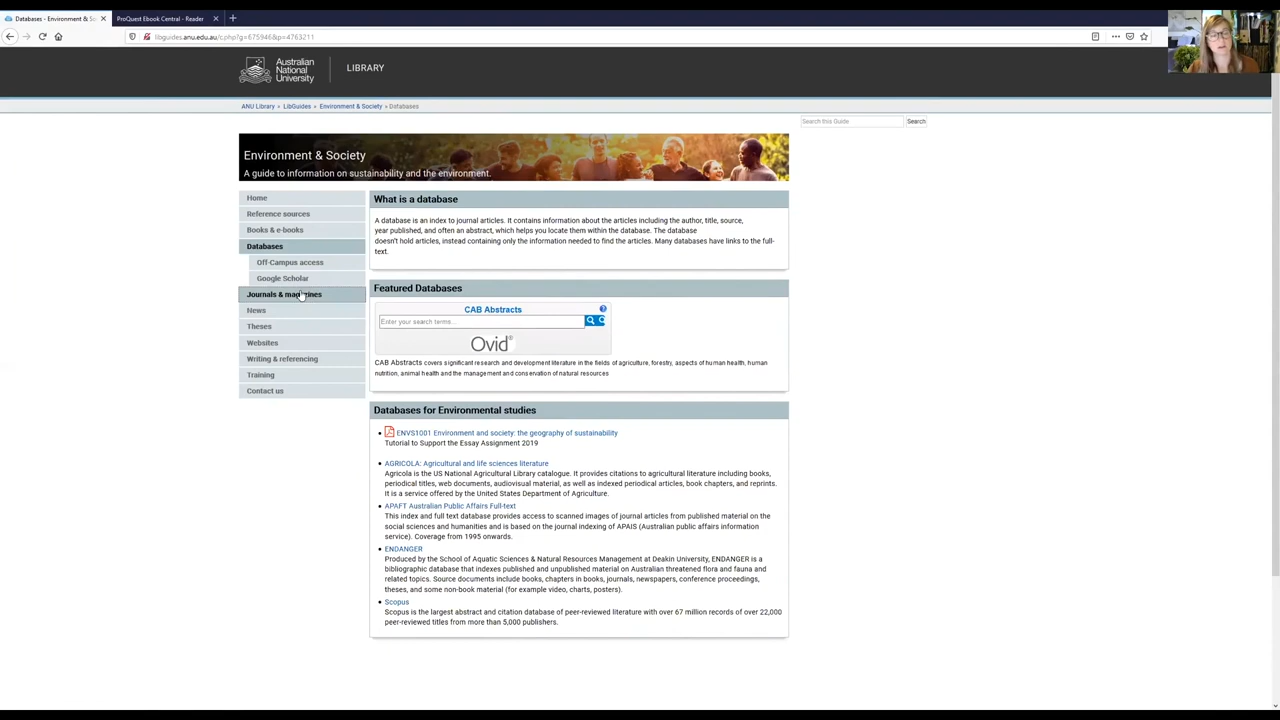 Databases - Environment & So
ProQuest Ebook Central - Reader
libguides.anu.edu.au/c.php?g=675946&p=4763211
Australian
National
University
LIBRARY
ANU Library » LibGuides » Environment & Society » Databases
Search this Guide
Search
Environment & Society
A guide to information on sustainability and the environment.
Home
Reference sources
Books & e-books
Databases
Off-Campus access
Google Scholar
Journals & magazines
News
Theses
Websites
Writing & referencing
Training
Contact us
What is a database
A database is an index to journal articles. It contains information about the articles including the author, title, source,
year published, and often an abstract, which helps you locate them within the database. The database
doesn't hold articles, instead containing only the information needed to find the articles. Many databases have links to the full-
text.
Featured Databases
CAB Abstracts
Enter your search terms...
Ovid®
CAB Abstracts covers significant research and development literature in the fields of agriculture, forestry, aspects of human health, human
nutrition, animal health and the management and conservation of natural resources
Databases for Environmental studies
ENVS1001 Environment and society: the geography of sustainability
Tutorial to Support the Essay Assignment 2019
AGRICOLA: Agricultural and life sciences literature
Agricola is the US National Agricultural Library catalogue. It provides citations to agricultural literature including books,
periodical titles, web documents, audiovisual material, as well as indexed periodical articles, book chapters, and reprints.
It is a service offered by the United States Department of Agriculture.
APAFT Australian Public Affairs Full-text
This index and full text database provides access to scanned images of journal articles from published material on the
social sciences and humanities and is based on the journal indexing of APAIS (Australian public affairs information
service). Coverage from 1995 onwards.
ENDANGER
Produced by the School of Aquatic Sciences & Natural Resources Management at Deakin University, ENDANGER is a
bibliographic database that indexes published and unpublished material on Australian threatened flora and fauna and
related topics. Source documents include books, chapters in books, journals, newspapers, conference proceedings,
theses, and some non-book material (for example video, charts, posters).
Scopus
Scopus is the largest abstract and citation database of peer-reviewed literature with over 67 million records of over 22,000
peer-reviewed titles from more than 5,000 publishers.